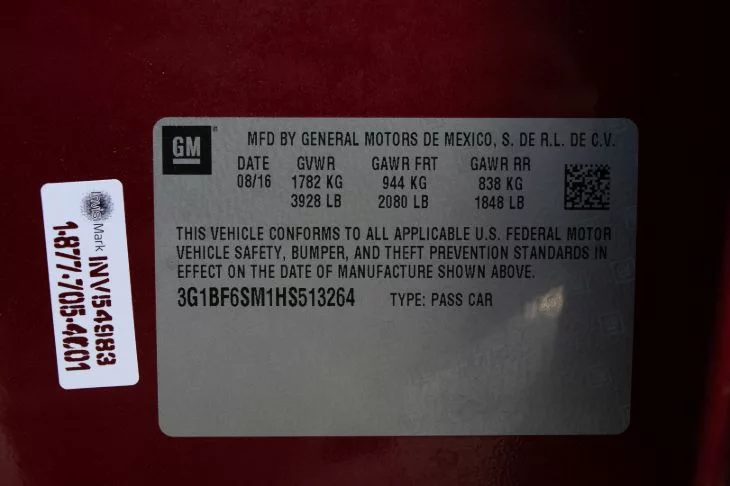 GM
MFD BY GENERAL MOTORS DE MEXICO, S. DE R.L. DE C.V.
DATE GVWR GAWR FRT GAWR RR
08/16 1782 KG 944 KG 838 KG
3928 LB 2080 LB 1848 LB
THIS VEHICLE CONFORMS TO ALL APPLICABLE U.S. FEDERAL MOTOR
VEHICLE SAFETY, BUMPER, AND THEFT PREVENTION STANDARDS IN
EFFECT ON THE DATE OF MANUFACTURE SHOWN ABOVE.
3G1BF6SM1HS513264 TYPE: PASS CAR
Mark INV54983
1-877-705-4001